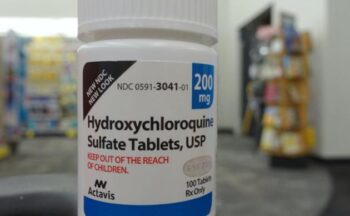 NEW NDC
NEW LOOK
200
mg
NDC 0591-3041-01
Hydroxychloroquine
Sulfate Tablets, USP
KEEP OUT OF THE REACH
OF CHILDREN.
Actavis
100 Tablets
Rx Only